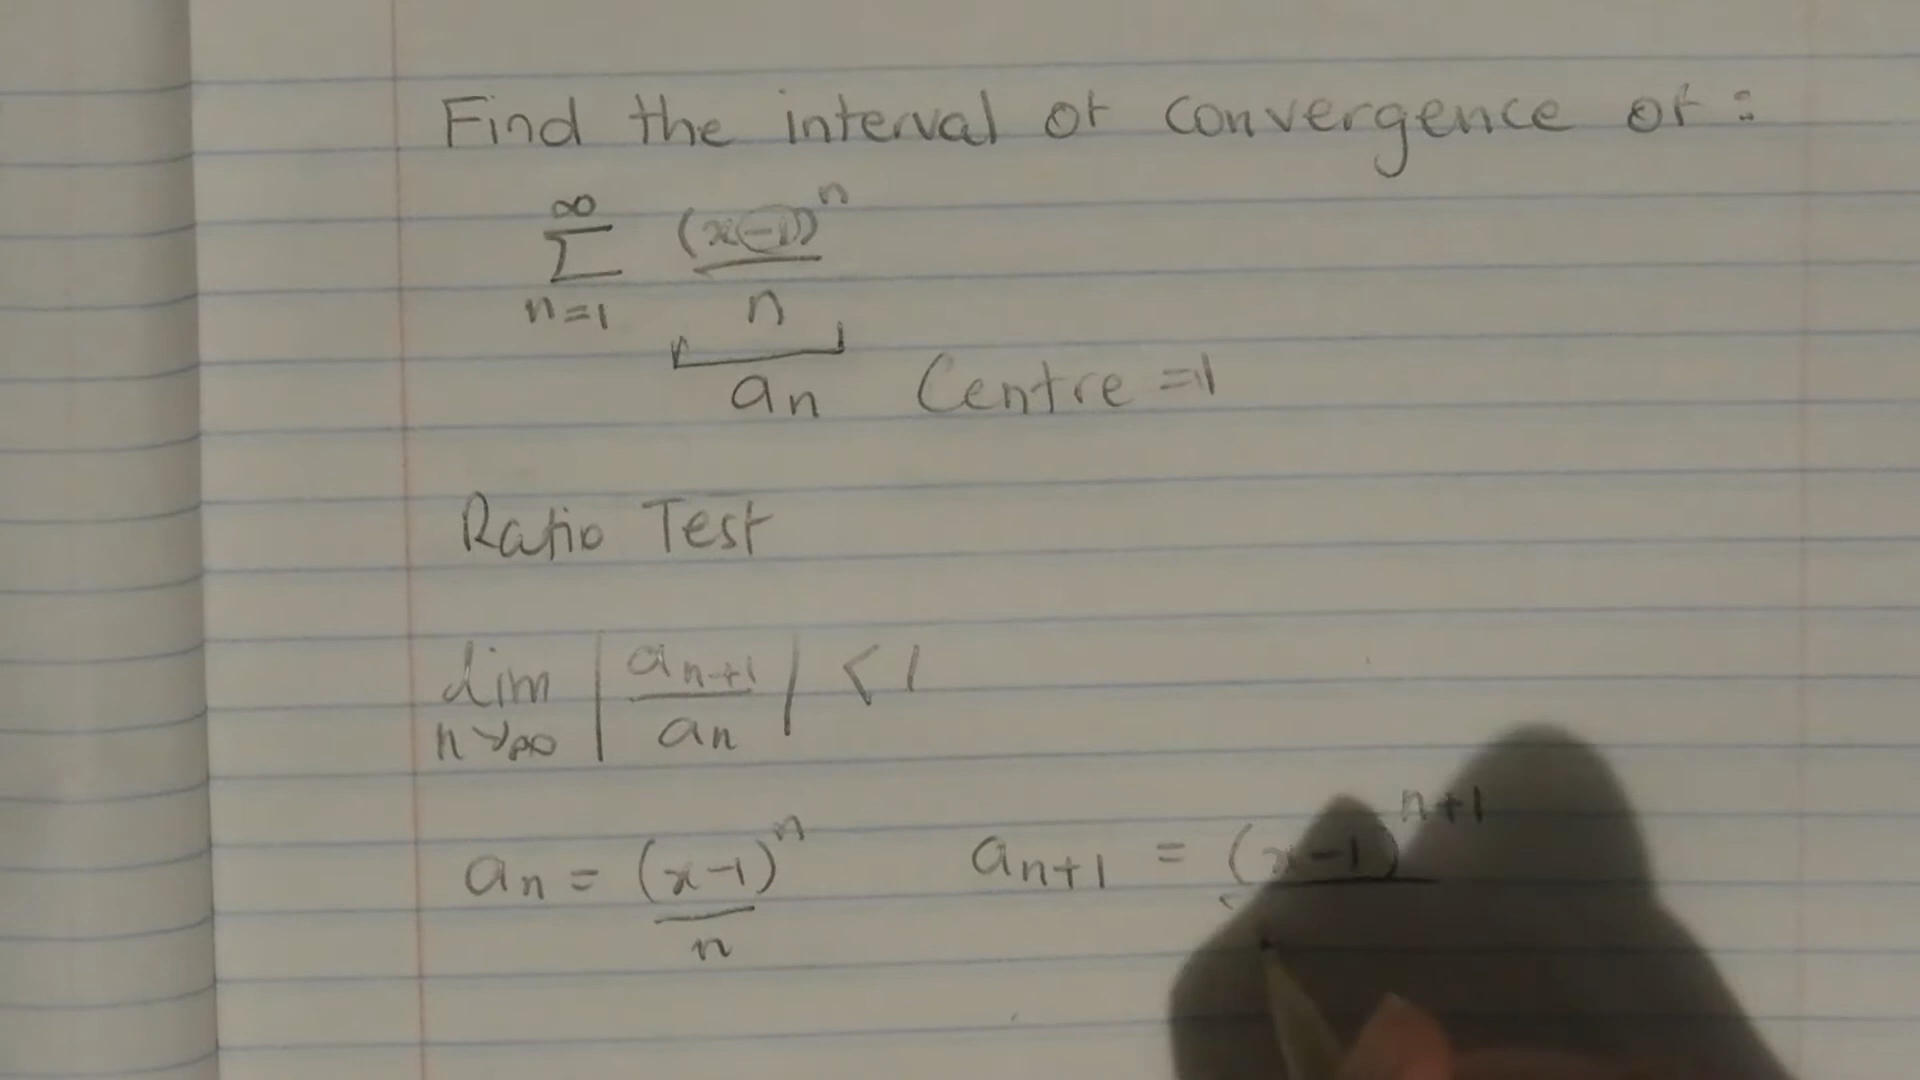 Find the interval of convergence of:
∞
Σ (x-1)^n
n=1 n
an Centre =1
Ratio Test
lim | an+1 / an | < 1
n→∞
an = (x-1)^n / n an+1 = (x-1)^n+1